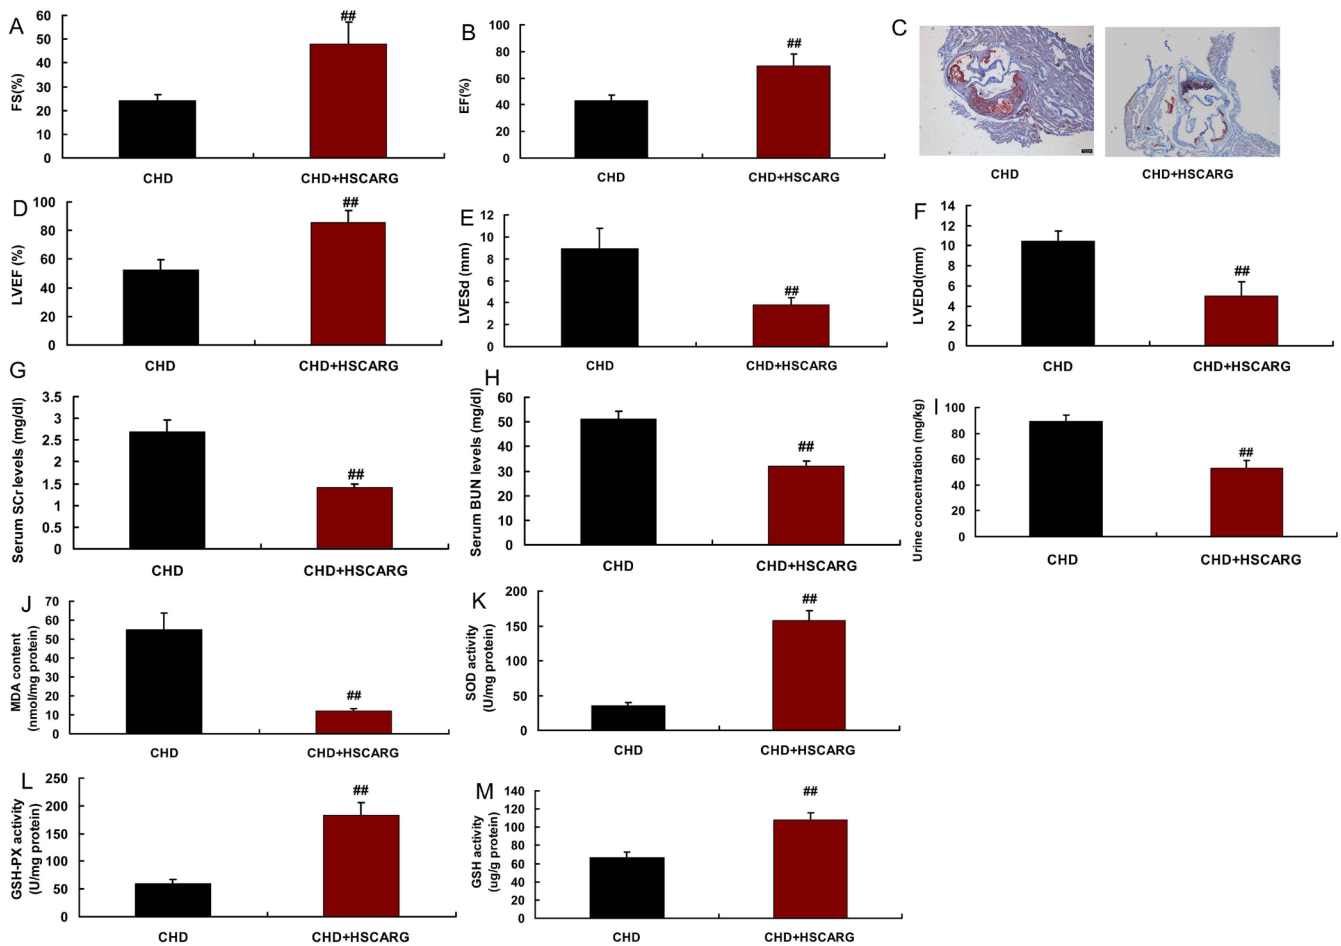 A
FS(%)
60
50
40
30
20
10
0
##
CHD
CHD+HSCARG
B
EF(%)
100
80
60
40
20
0
##
CHD
CHD+HSCARG
C
CHD
CHD+HSCARG
D
LVEF (%)
100
80
60
40
20
0
##
CHD
CHD+HSCARG
E
LVESd (mm)
12
10
8
6
4
2
0
##
CHD
CHD+HSCARG
F
LVEDd(mm)
14
12
10
8
6
4
2
0
##
CHD
CHD+HSCARG
G
Serum SCr levels (mg/dl)
3.5
3
2.5
2
1.5
1
0.5
0
##
CHD
CHD+HSCARG
H
Serum BUN levels (mg/dl)
60
50
40
30
20
10
0
##
CHD
CHD+HSCARG
I
Urine concentration (mg/kg)
100
80
60
40
20
0
##
CHD
CHD+HSCARG
J
MDA content
(nmol/mg protein)
70
60
50
40
30
20
10
0
##
CHD
CHD+HSCARG
K
SOD activity
(U/mg protein)
200
150
100
50
0
##
CHD
CHD+HSCARG
L
GSH-PX activity
(U/mg protein)
250
200
150
100
50
0
##
CHD
CHD+HSCARG
M
GSH activity
(ug/g protein)
140
120
100
80
60
40
20
0
##
CHD
CHD+HSCARG